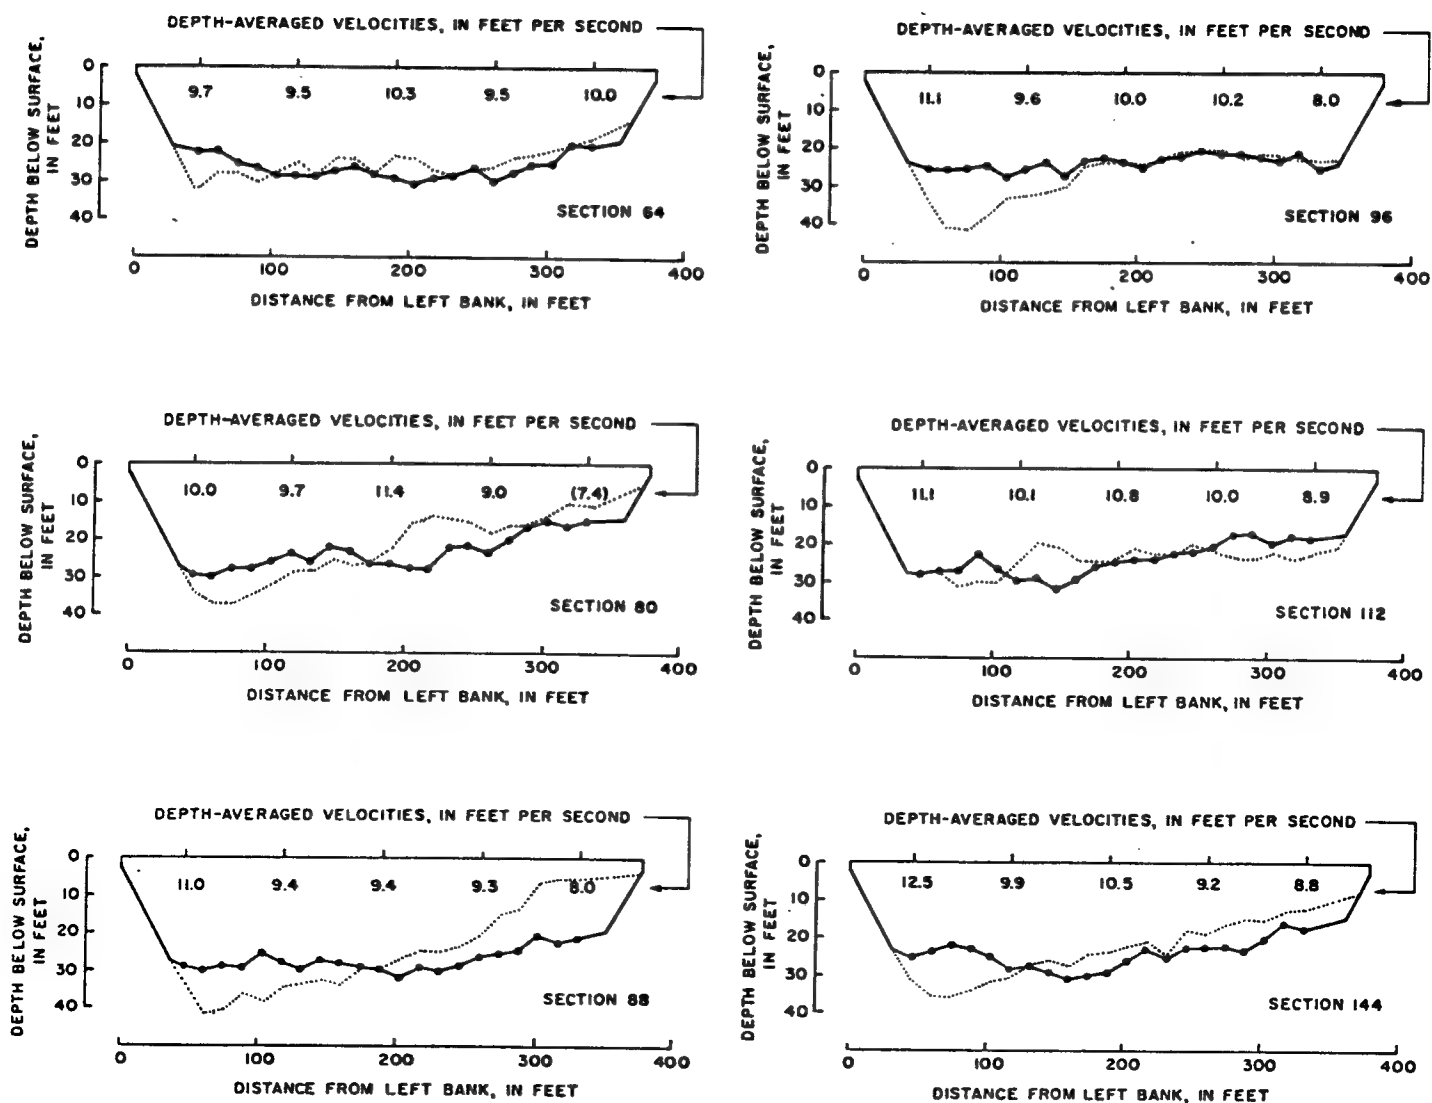 DEPTH-AVERAGED VELOCITIES, IN FEET PER SECOND
DEPTH BELOW SURFACE,
IN FEET
0
10
20
30
40
9.7 9.5 10.3 9.5 10.0
SECTION 64
0 100 200 300 400
DISTANCE FROM LEFT BANK, IN FEET
DEPTH-AVERAGED VELOCITIES, IN FEET PER SECOND
DEPTH BELOW SURFACE,
IN FEET
0
10
20
30
40
11.1 9.6 10.0 10.2 8.0
SECTION 96
0 100 200 300 400
DISTANCE FROM LEFT BANK, IN FEET
DEPTH-AVERAGED VELOCITIES, IN FEET PER SECOND
DEPTH BELOW SURFACE,
IN FEET
0
10
20
30
40
10.0 9.7 11.4 9.0 (7.4)
SECTION 80
0 100 200 300 400
DISTANCE FROM LEFT BANK, IN FEET
DEPTH-AVERAGED VELOCITIES, IN FEET PER SECOND
DEPTH BELOW SURFACE,
IN FEET
0
10
20
30
40
11.1 10.1 10.8 10.0 8.9
SECTION 112
0 100 200 300 400
DISTANCE FROM LEFT BANK, IN FEET
DEPTH-AVERAGED VELOCITIES, IN FEET PER SECOND
DEPTH BELOW SURFACE,
IN FEET
0
10
20
30
40
11.0 9.4 9.4 9.3 8.0
SECTION 88
0 100 200 300 400
DISTANCE FROM LEFT BANK, IN FEET
DEPTH-AVERAGED VELOCITIES, IN FEET PER SECOND
DEPTH BELOW SURFACE,
IN FEET
0
10
20
30
40
12.5 9.9 10.5 9.2 8.8
SECTION 144
0 100 200 300 400
DISTANCE FROM LEFT BANK, IN FEET